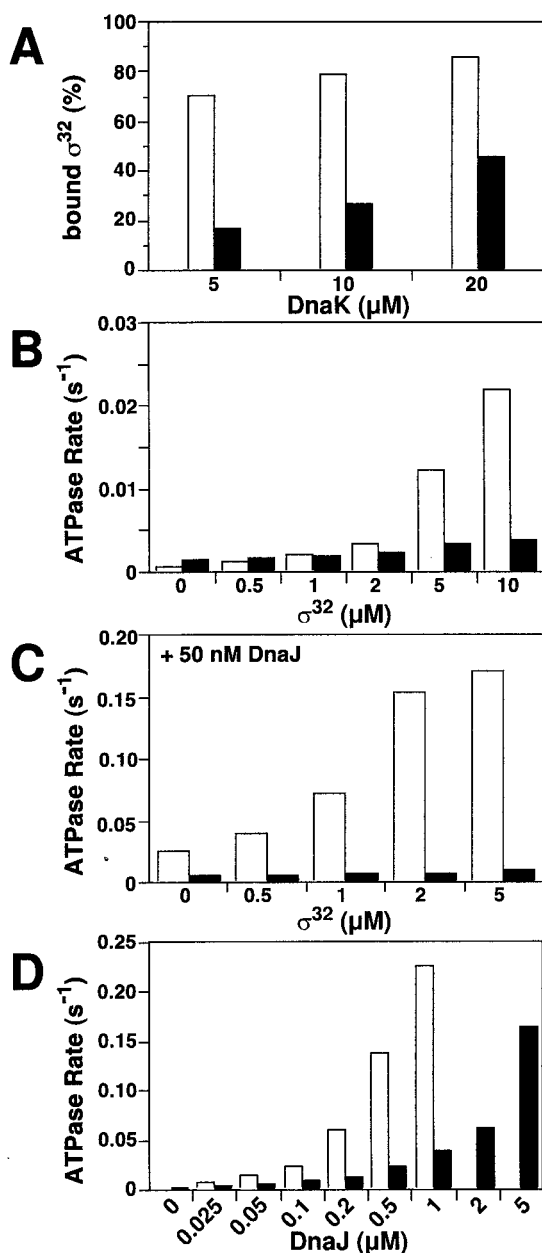 A
100
80
60
40
20
0
bound σ³² (%)
5 10 20
DnaK (µM)
B
0.03
0.02
0.01
0
ATPase Rate (s⁻¹)
0 0.5 1 2 5 10
σ³² (µM)
C
+ 50 nM DnaJ
0.20
0.15
0.10
0.05
0
ATPase Rate (s⁻¹)
0 0.5 1 2 5
σ³² (µM)
D
0.25
0.20
0.15
0.10
0.05
0
ATPase Rate (s⁻¹)
0 0.025 0.05 0.1 0.2 0.5 1 2 5
DnaJ (µM)